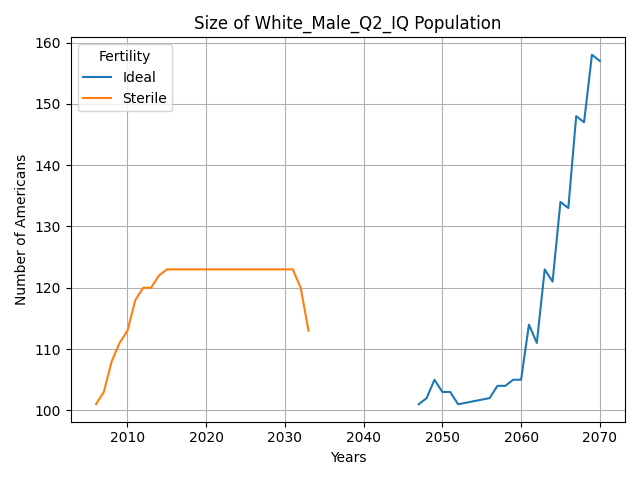 Size of White_Male_Q2_IQ Population
Fertility
Ideal
Sterile
Number of Americans
160
150
140
130
120
110
100
2010
2020
2030
2040
2050
2060
2070
Years